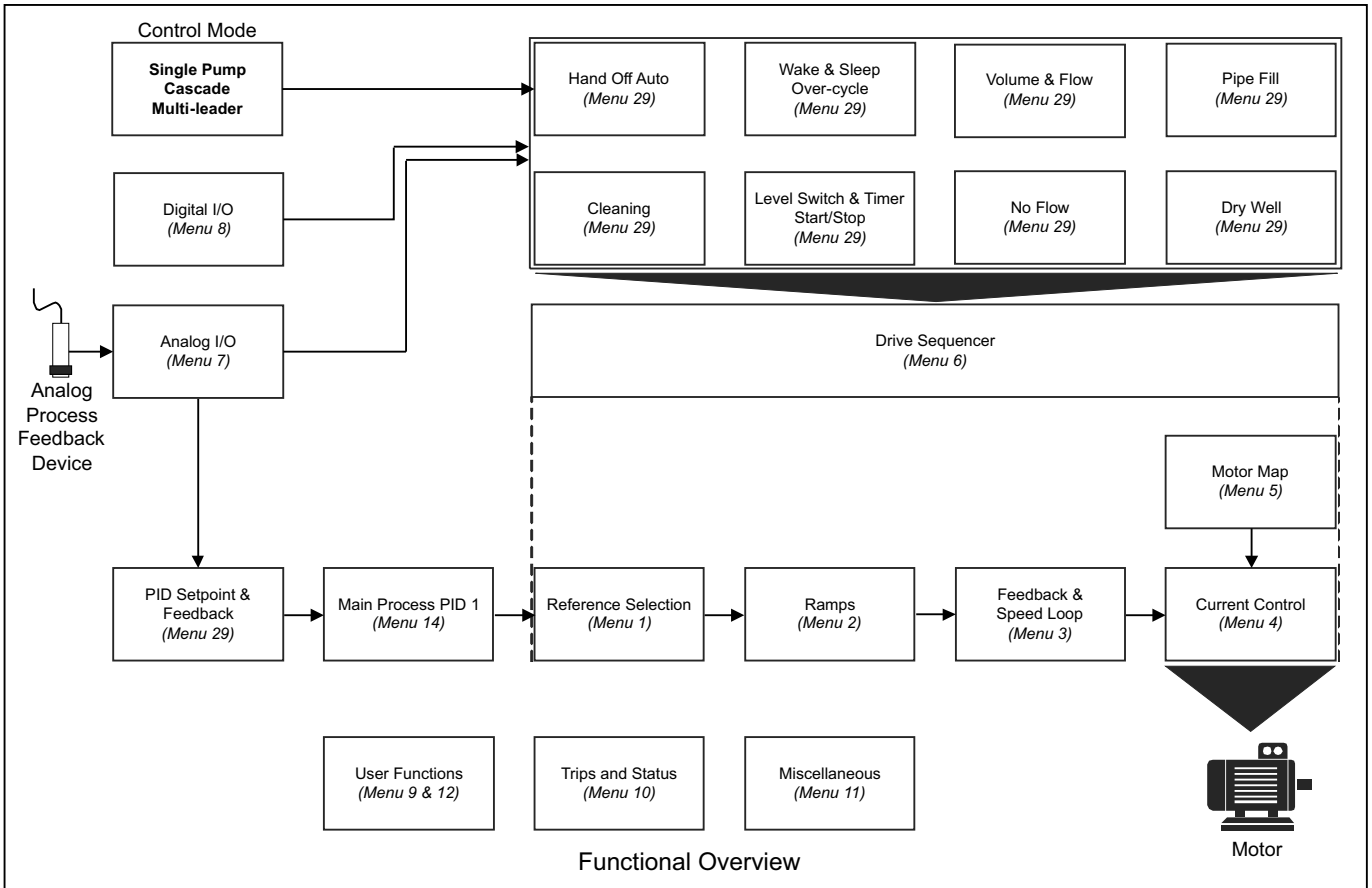 Control Mode
Single Pump
Cascade
Multi-leader
Hand Off Auto
(Menu 29)
Wake & Sleep
Over-cycle
(Menu 29)
Volume & Flow
(Menu 29)
Pipe Fill
(Menu 29)
Digital I/O
(Menu 8)
Cleaning
(Menu 29)
Level Switch & Timer
Start/Stop
(Menu 29)
No Flow
(Menu 29)
Dry Well
(Menu 29)
Analog I/O
(Menu 7)
Drive Sequencer
(Menu 6)
Analog
Process
Feedback
Device
Motor Map
(Menu 5)
PID Setpoint &
Feedback
(Menu 29)
Main Process PID 1
(Menu 14)
Reference Selection
(Menu 1)
Ramps
(Menu 2)
Feedback &
Speed Loop
(Menu 3)
Current Control
(Menu 4)
User Functions
(Menu 9 & 12)
Trips and Status
(Menu 10)
Miscellaneous
(Menu 11)
Motor
Functional Overview